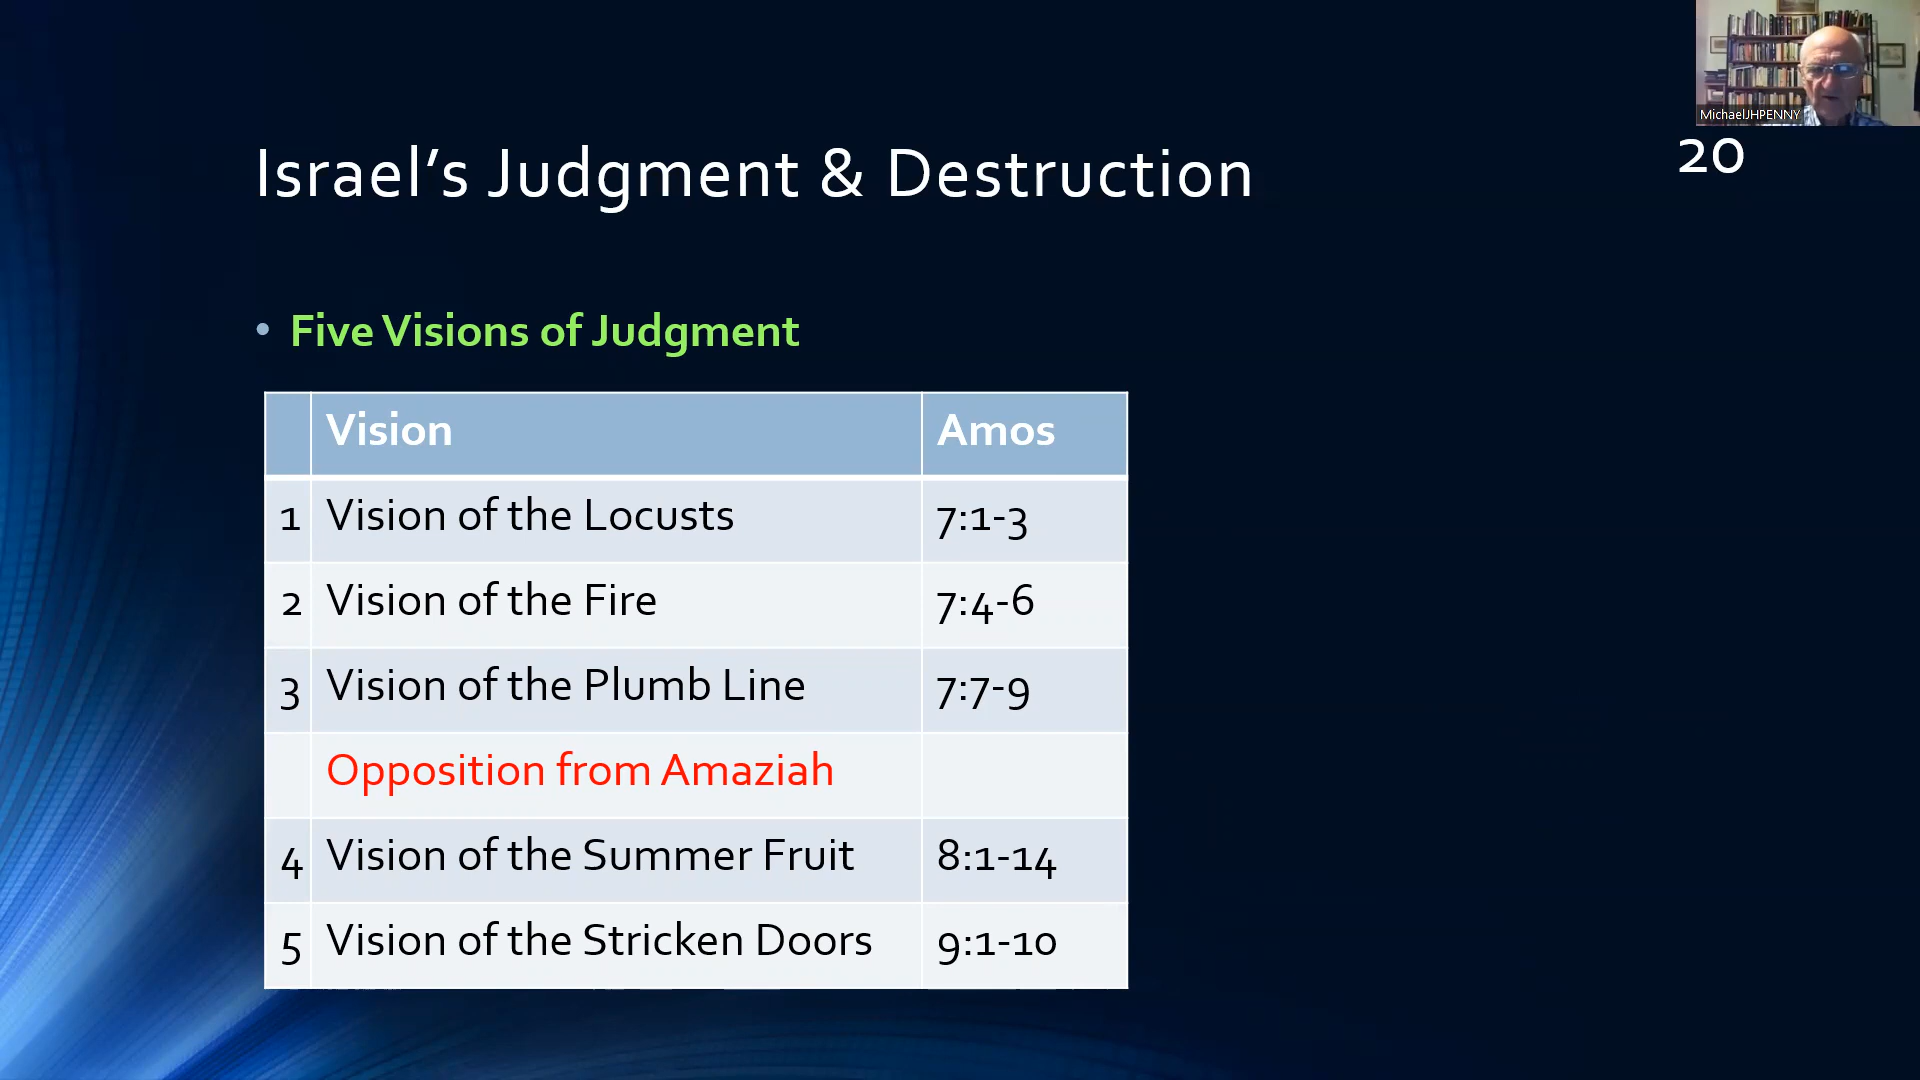 MichaelJHPENNY
20
Israel’s Judgment & Destruction
• Five Visions of Judgment
Vision Amos
1 Vision of the Locusts 7:1-3
2 Vision of the Fire 7:4-6
3 Vision of the Plumb Line 7:7-9
Opposition from Amaziah
4 Vision of the Summer Fruit 8:1-14
5 Vision of the Stricken Doors 9:1-10